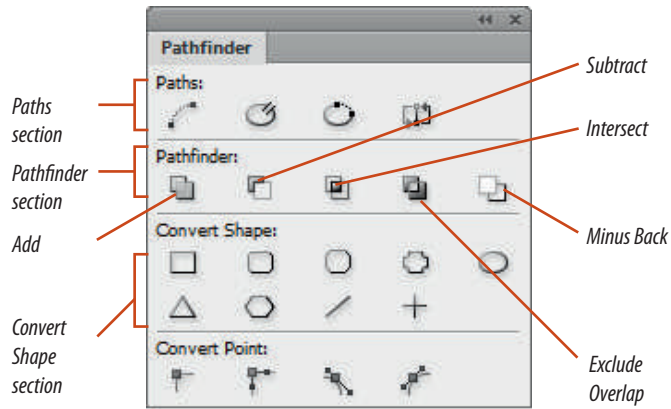 Pathfinder
Paths:
Pathfinder:
Convert Shape:
Convert Point:
Paths
section
Pathfinder
section
Add
Convert
Shape
section
Subtract
Intersect
Minus Back
Exclude
Overlap